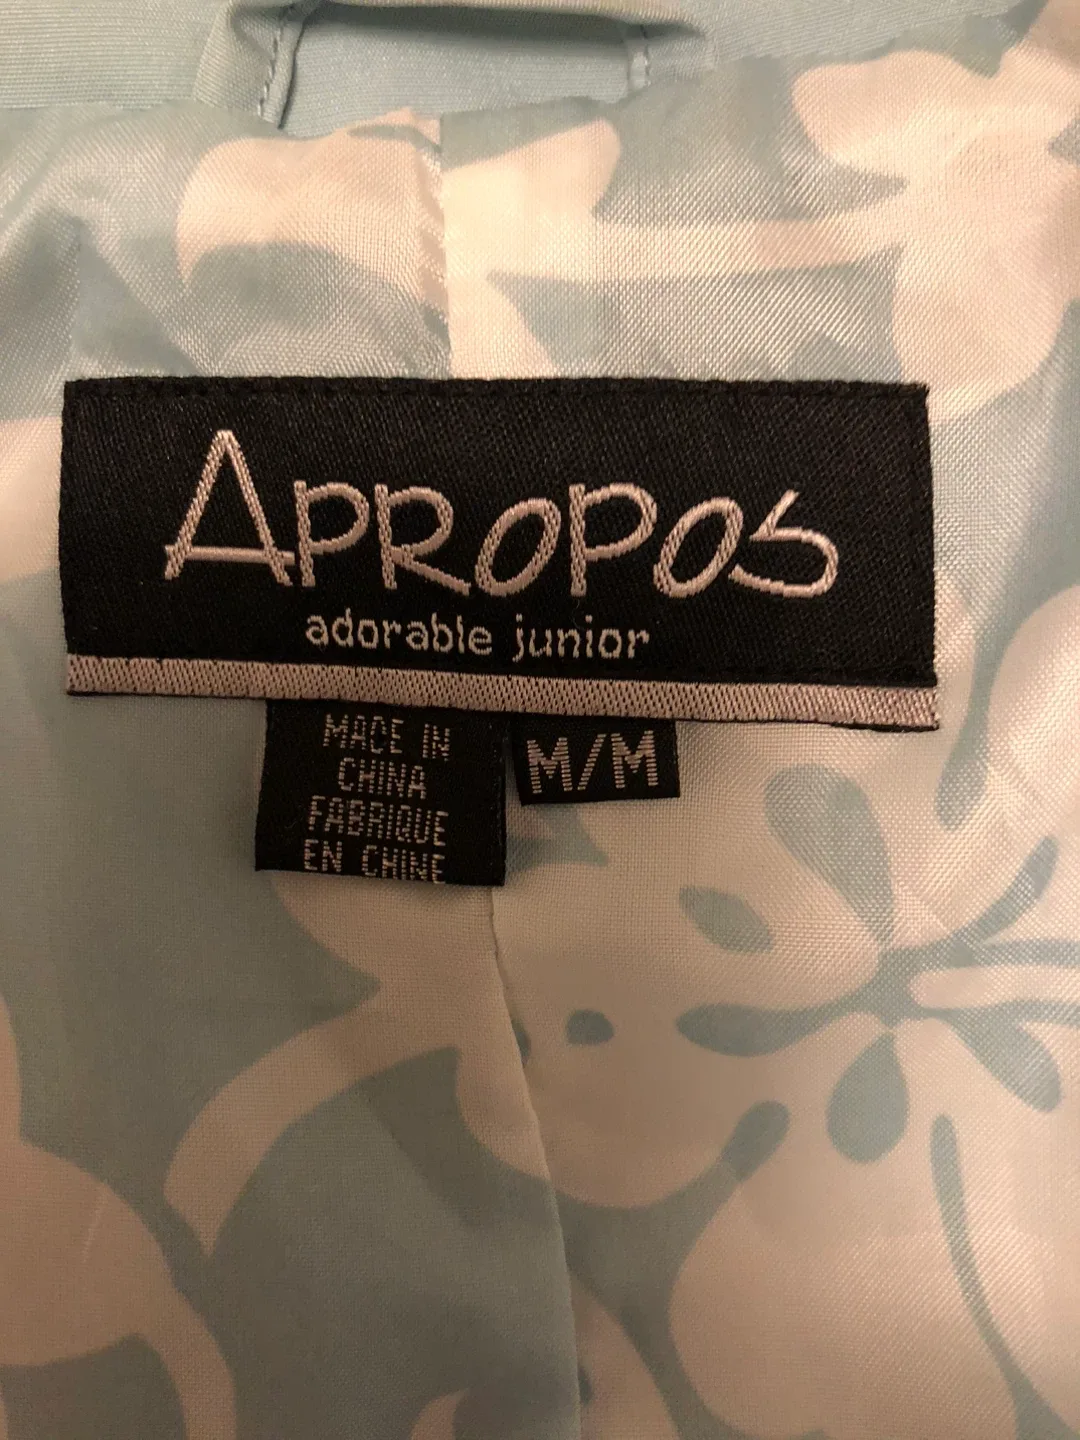 APROPOS
adorable junior
MADE IN
CHINA
FABRIQUE
EN CHINE
M/M